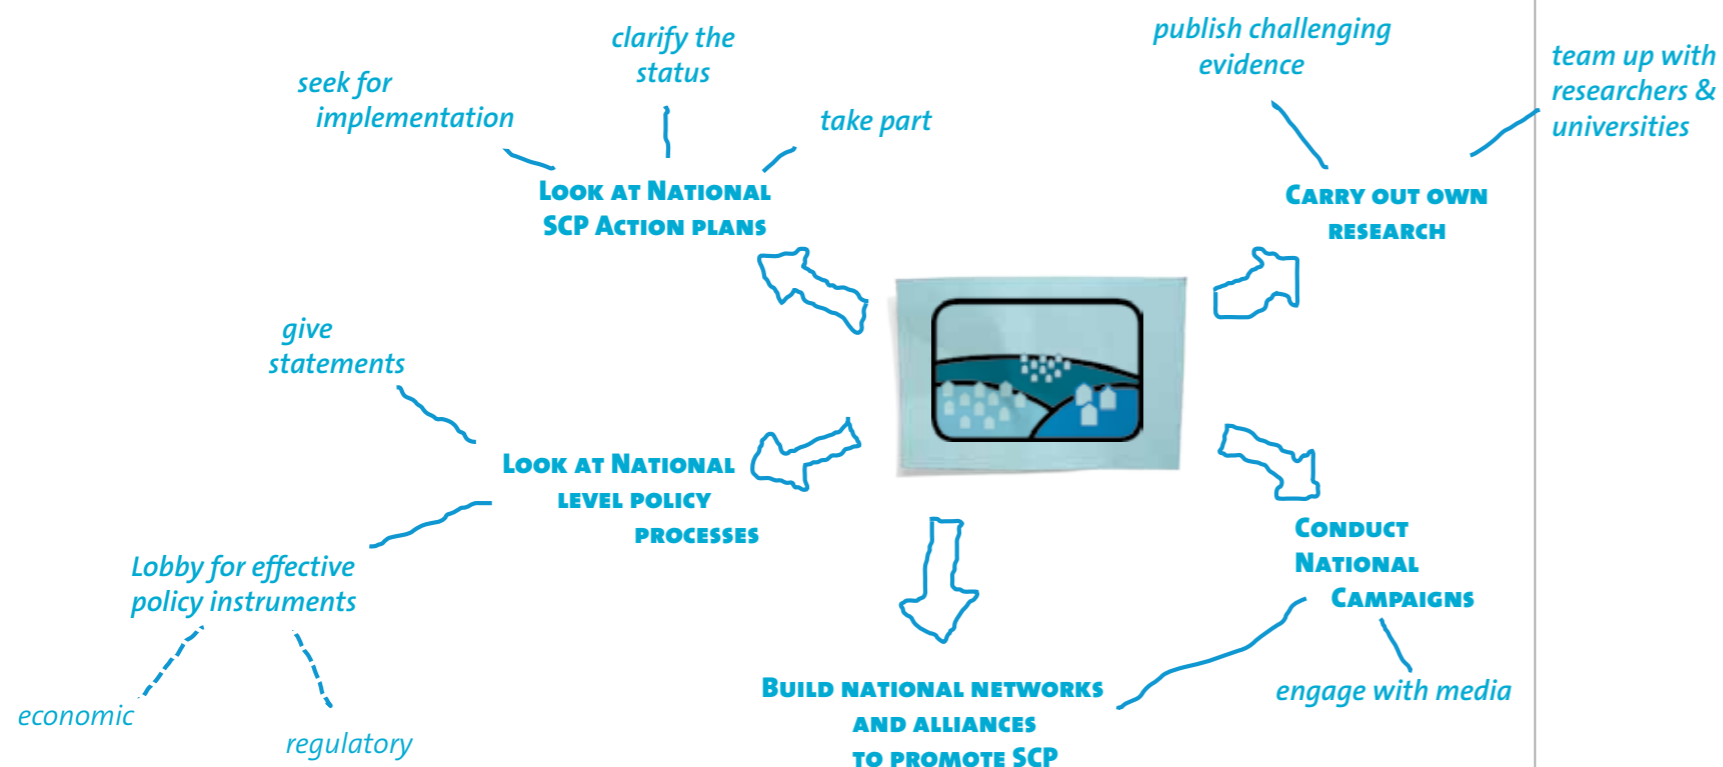 clarify the
status
seek for
implementation
take part
LOOK AT NATIONAL
SCP ACTION PLANS
publish challenging
evidence
team up with
researchers &
universities
CARRY OUT OWN
RESEARCH
give
statements
LOOK AT NATIONAL
LEVEL POLICY
PROCESSES
Lobby for effective
policy instruments
economic
regulatory
BUILD NATIONAL NETWORKS
AND ALLIANCES
TO PROMOTE SCP
CONDUCT
NATIONAL
CAMPAIGNS
engage with media